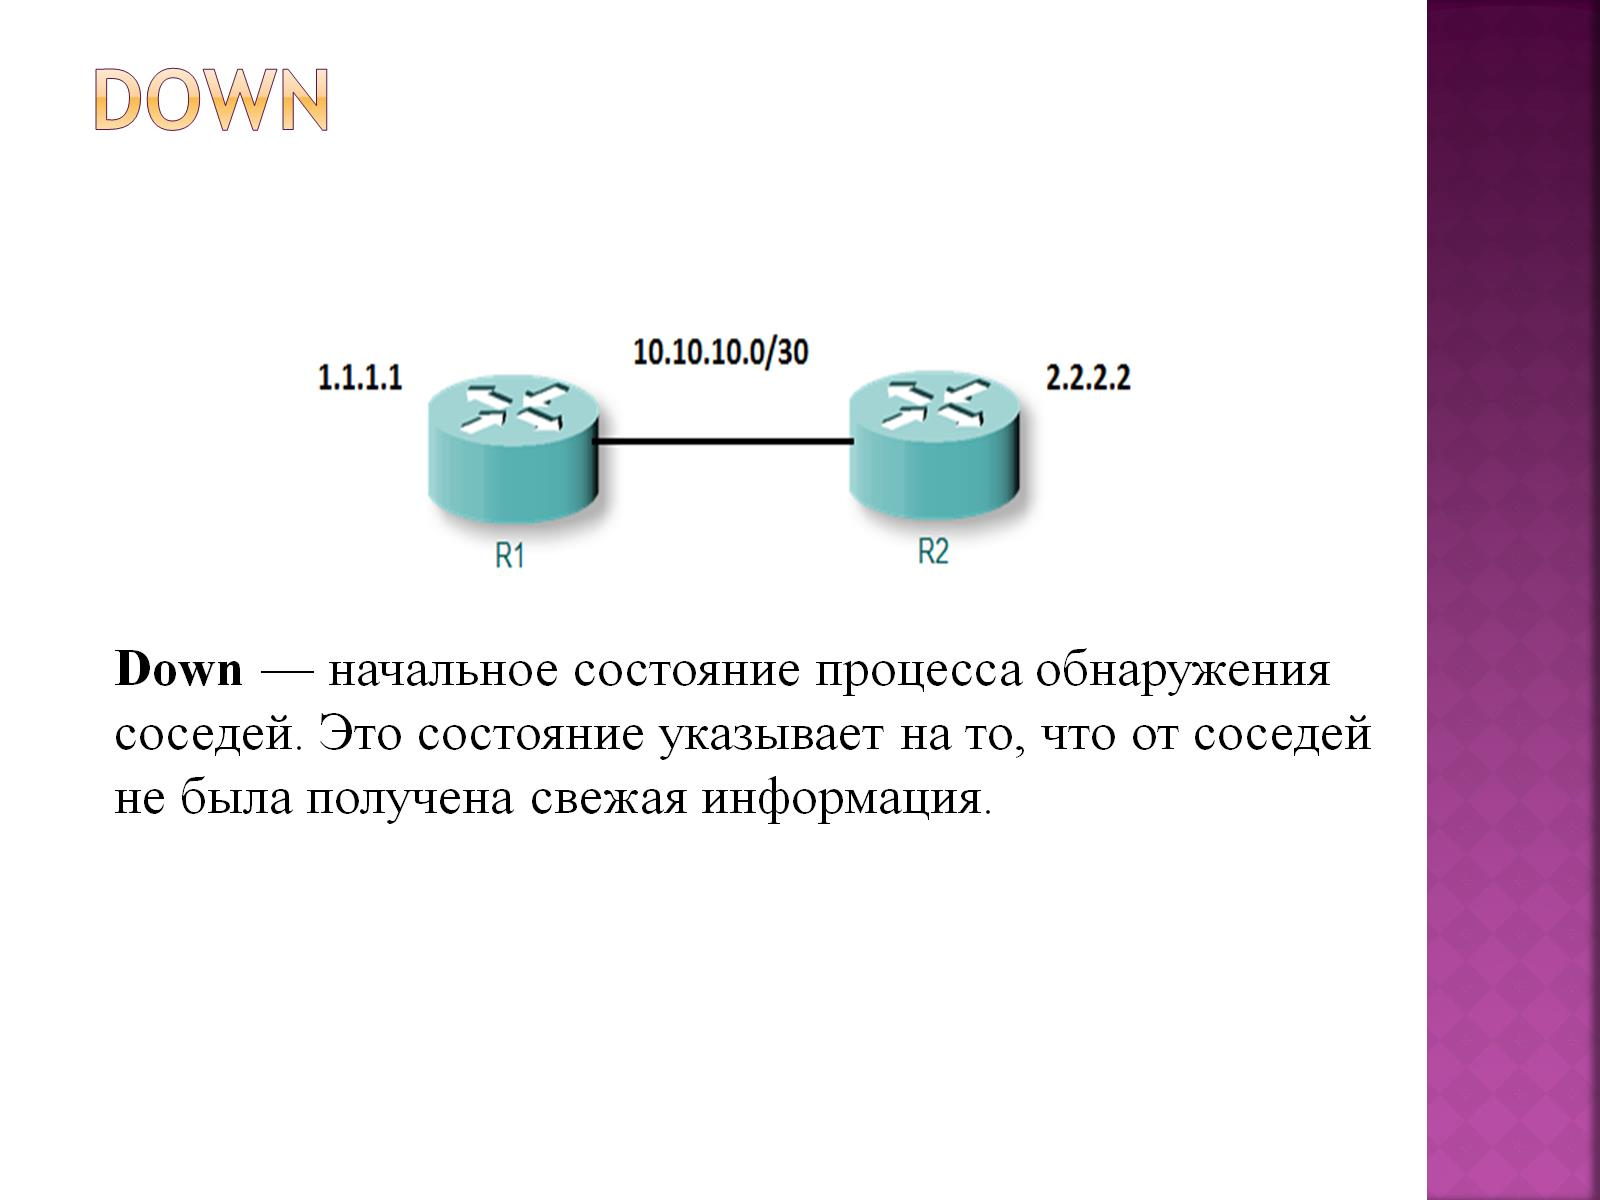 DOWN
10.10.10.0/30
1.1.1.1
2.2.2.2
R1
R2
Down — начальное состояние процесса обнаружения
соседей. Это состояние указывает на то, что от соседей
не была получена свежая информация.